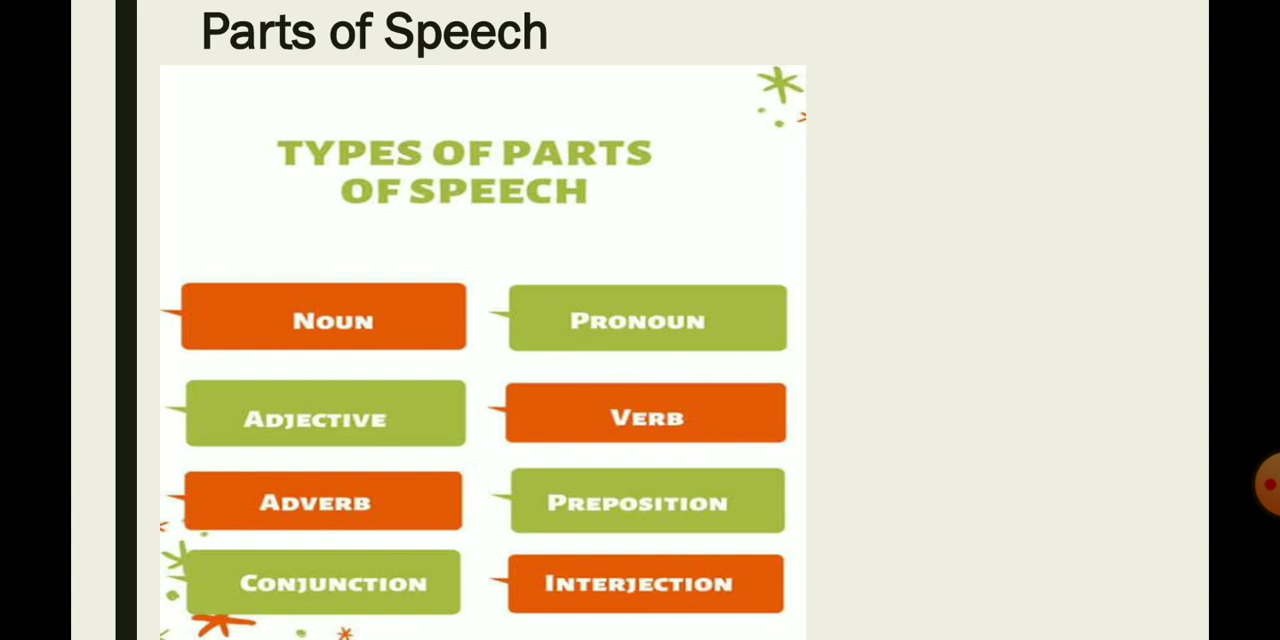 Parts of Speech
TYPES OF PARTS
OF SPEECH
NOUN
PRONOUN
ADJECTIVE
VERB
ADVERB
PREPOSITION
CONJUNCTION
INTERJECTION